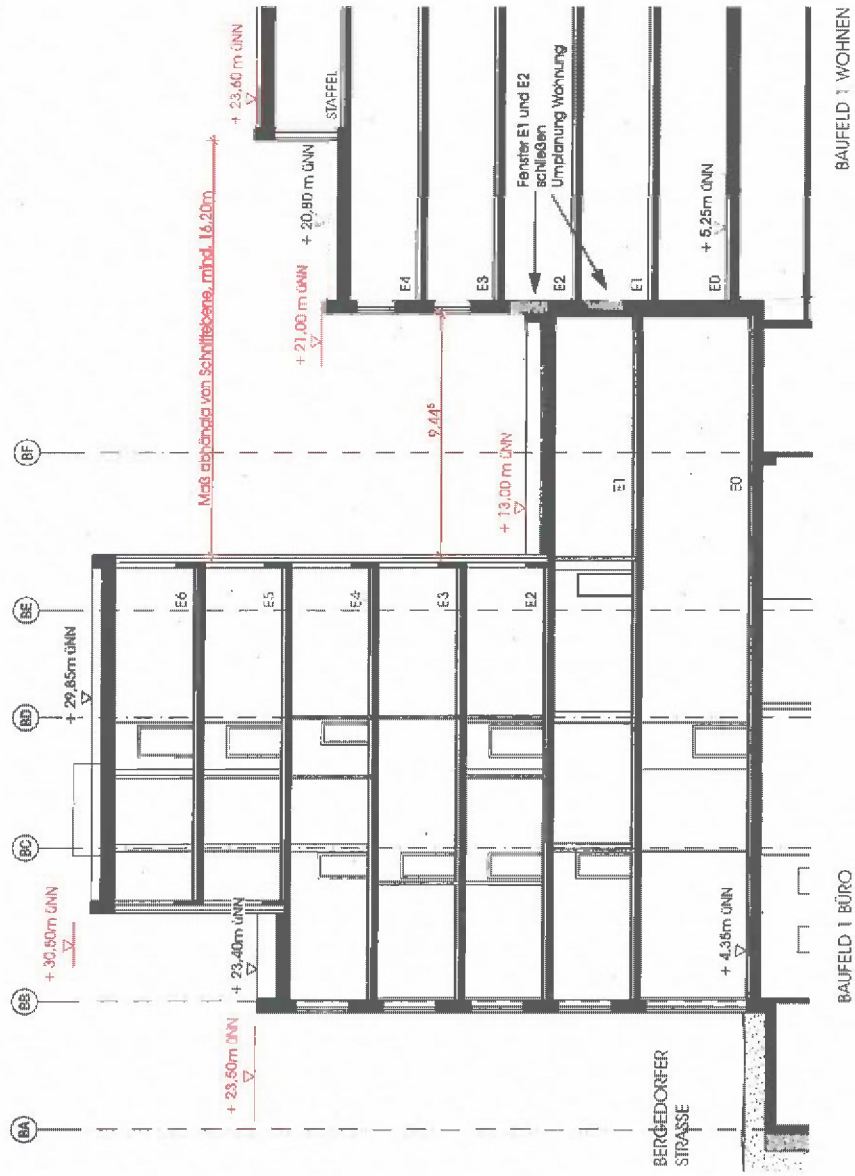 BA
BB
BC
BD
BE
BF
+ 30,50m üNN
+ 29,85m üNN
+ 23,50m üNN
+ 23,40m üNN
Maß abhängig von Schnittebene, mind. 16,20m
+ 23,60 m üNN
+ 20,80 m üNN
STAFFEL
+ 21,00 m üNN
9,44⁵
+ 13,00 m üNN
E6
E5
E4
E3
E2
E1
E0
E4
E3
E2
E1
E0
Fenster E1 und E2
schließen
Umplanung Wohnung
+ 5,25m üNN
+ 4,35m üNN
BERGEDORFER
STRASSE
BAUFELD 1 BÜRO
BAUFELD 1 WOHNEN